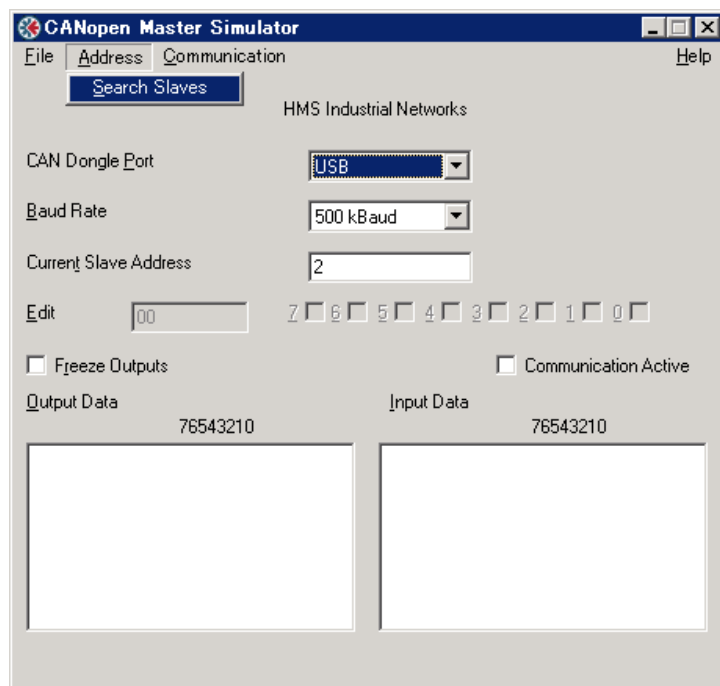 CANopen Master Simulator
File Address Communication Help
Search Slaves
HMS Industrial Networks
CAN Dongle Port USB
Baud Rate 500 kBaud
Current Slave Address 2
Edit 00 7 6 5 4 3 2 1 0
Freeze Outputs Communication Active
Output Data Input Data
76543210 76543210